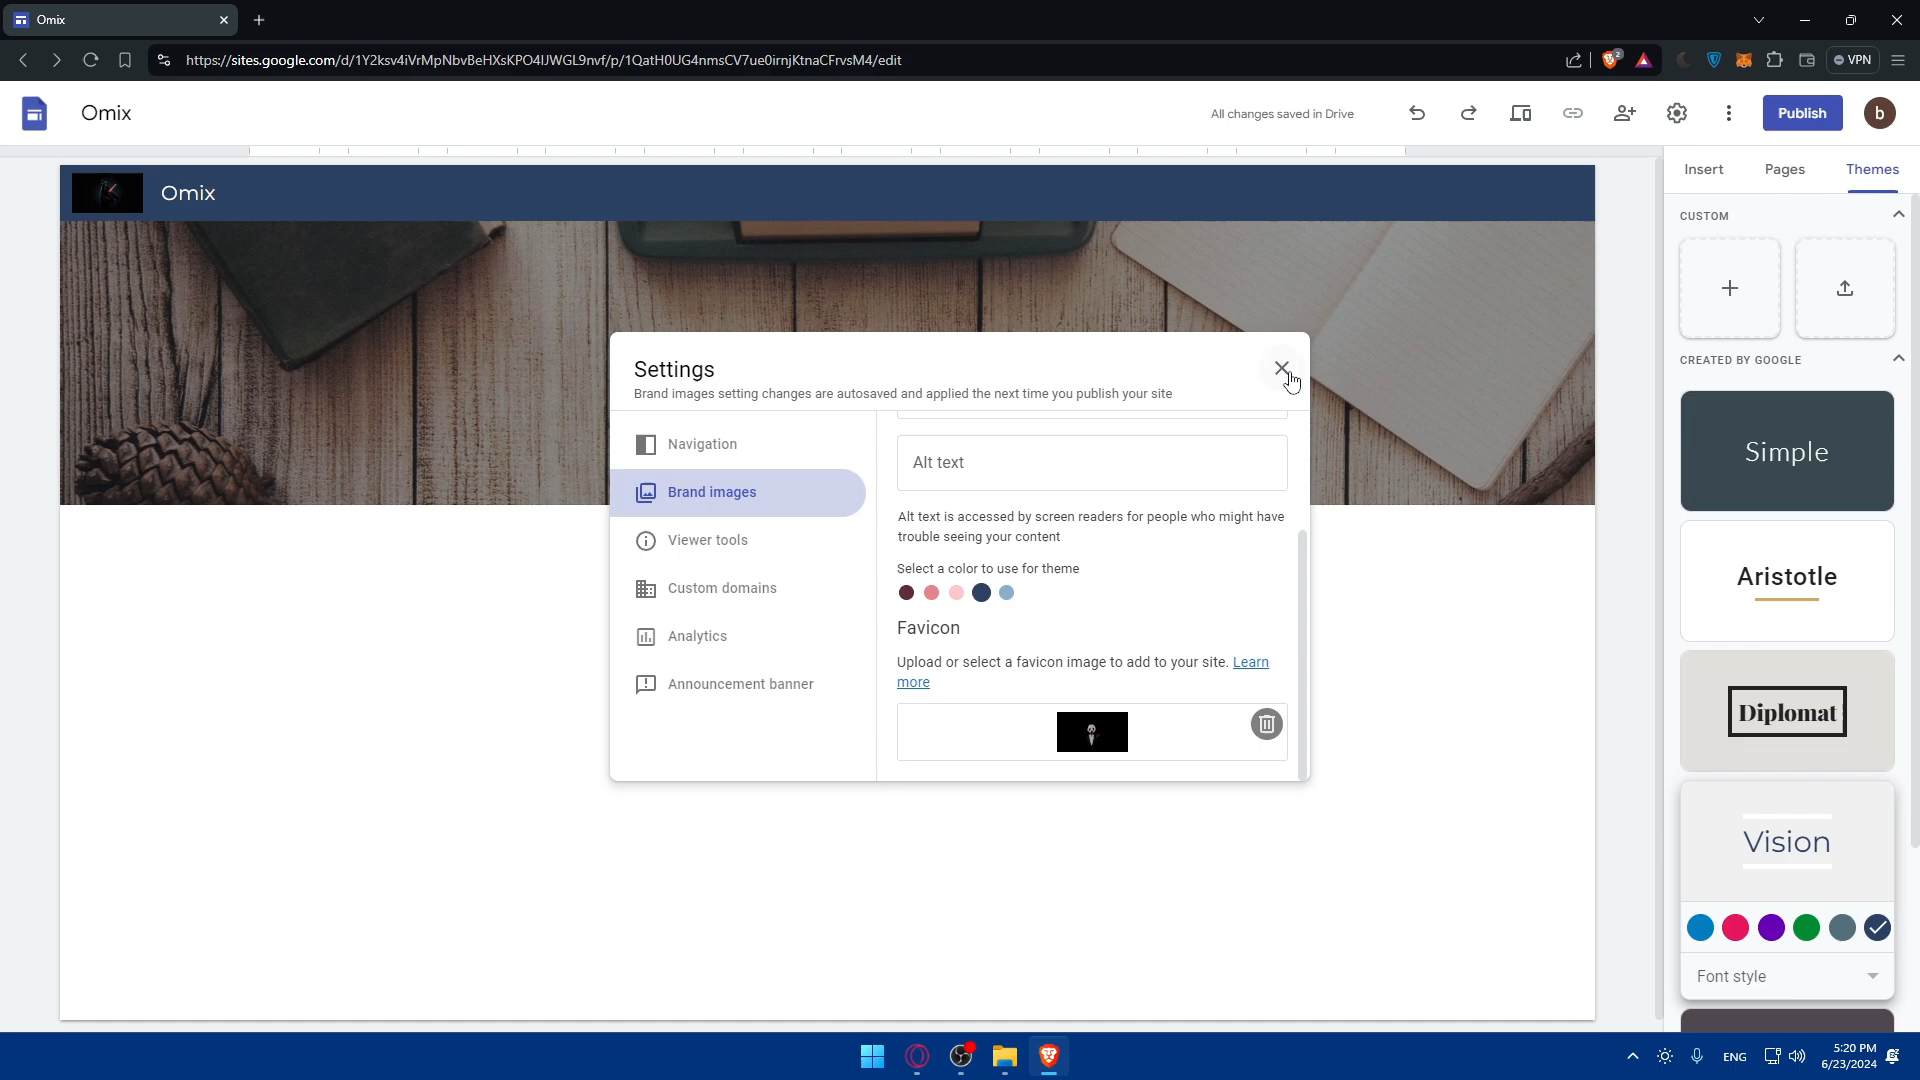 Omix
https://sites.google.com/d/1Y2ksv4iVrMpNbvBeHXsKPO4IJWGL9nvf/p/1QatH0UG4nmsCV7ue0irnjKtnaCFrvsM4/edit
2
VPN
Omix
All changes saved in Drive
Publish
b
Insert
Pages
Themes
Omix
CUSTOM
CREATED BY GOOGLE
Simple
Aristotle
Diplomat
Vision
Font style
Settings
Brand images setting changes are autosaved and applied the next time you publish your site
Navigation
Brand images
Viewer tools
Custom domains
Analytics
Announcement banner
Alt text
Alt text is accessed by screen readers for people who might have
trouble seeing your content
Select a color to use for theme
Favicon
Upload or select a favicon image to add to your site. Learn
more
ENG
5:20 PM
6/23/2024